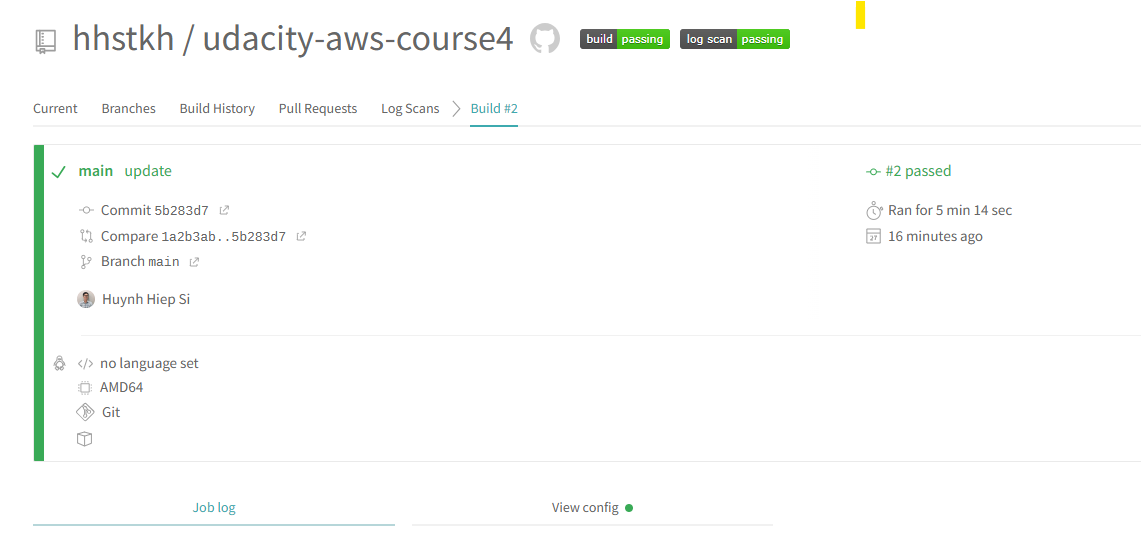 hhstkh / udacity-aws-course4 build passing log scan passing
Current Branches Build History Pull Requests Log Scans Build #2
main update #2 passed
Commit 5b283d7 Ran for 5 min 14 sec
Compare 1a2b3ab..5b283d7 16 minutes ago
Branch main
Huynh Hiep Si
no language set
AMD64
Git
Job log View config